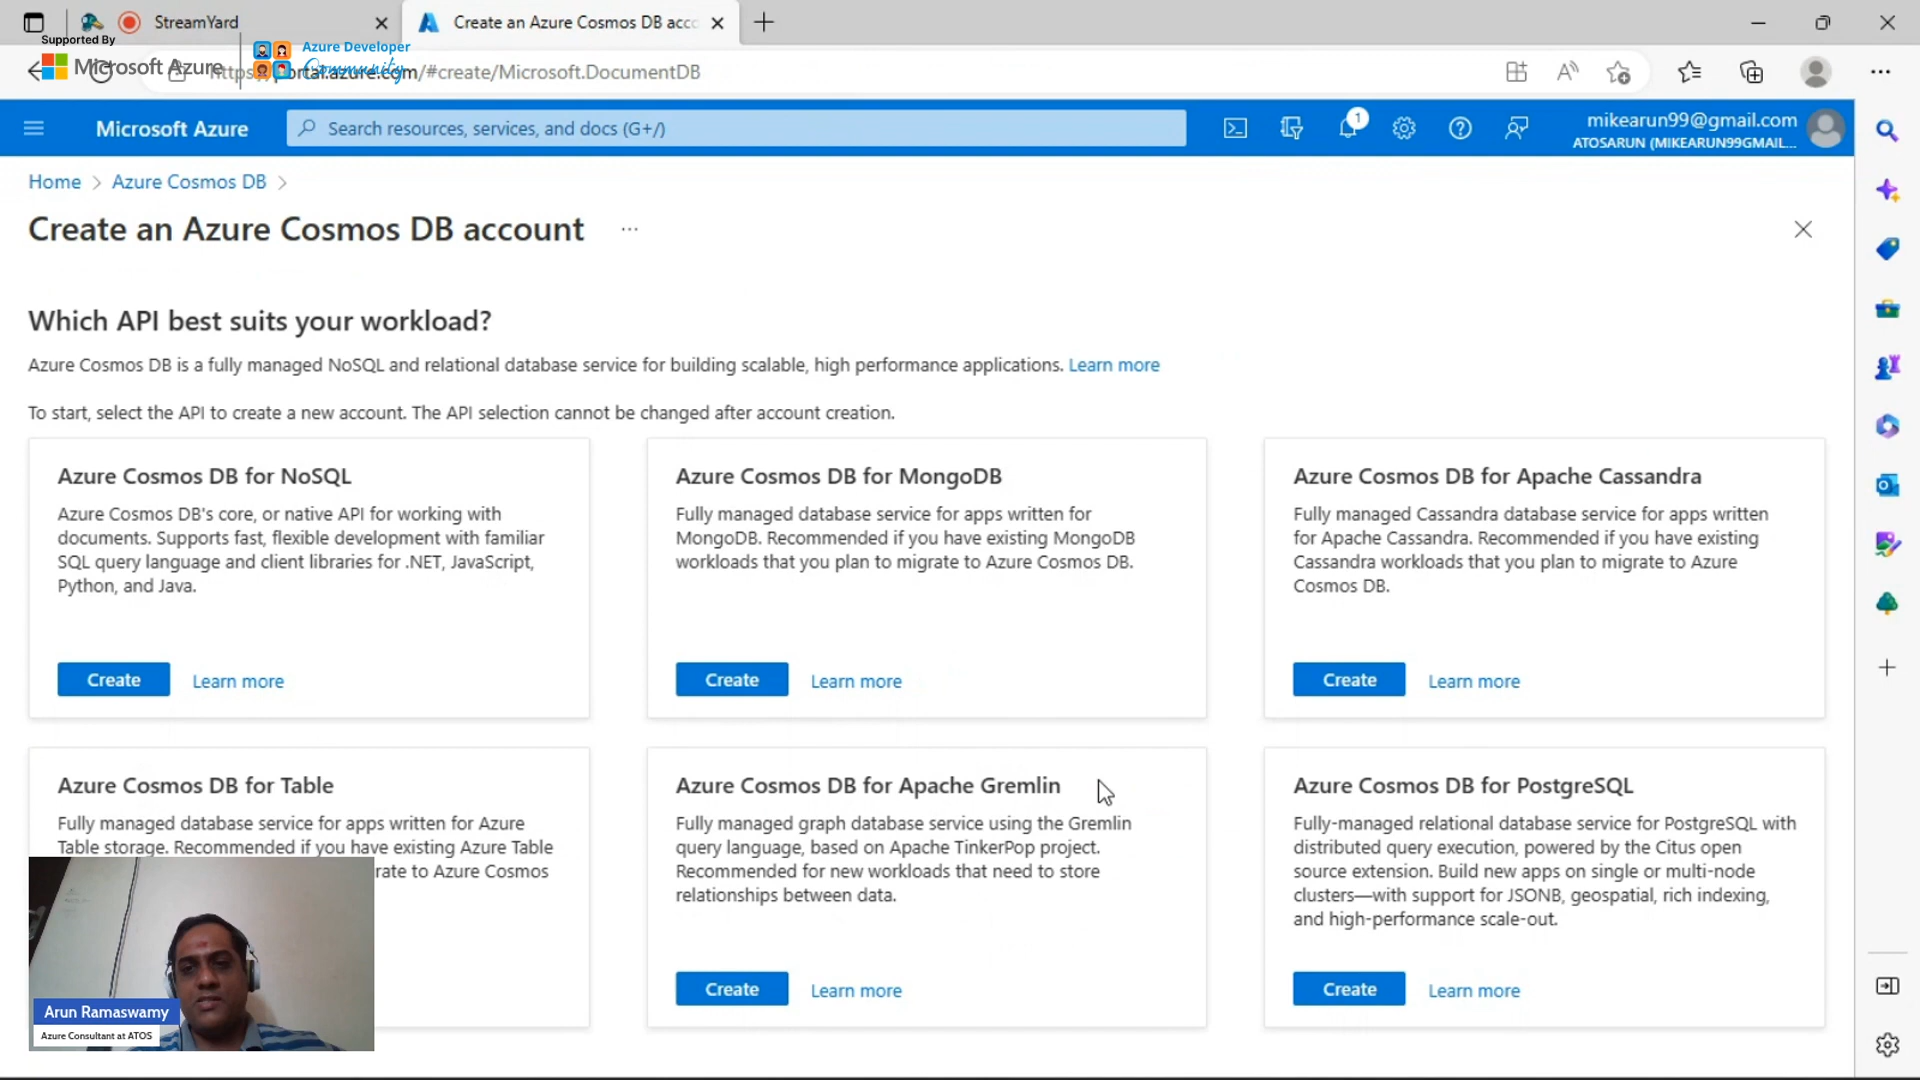 StreamYard
Create an Azure Cosmos DB acc
Supported By
Microsoft Azure
Azure Developer
Community
https://portal.azure.com/#create/Microsoft.DocumentDB
Microsoft Azure
Search resources, services, and docs (G+/)
1
mikearun99@gmail.com
ATOSARUN (MIKEARUN99GMAIL...
Home > Azure Cosmos DB >
Create an Azure Cosmos DB account ...
Which API best suits your workload?
Azure Cosmos DB is a fully managed NoSQL and relational database service for building scalable, high performance applications. Learn more
To start, select the API to create a new account. The API selection cannot be changed after account creation.
Azure Cosmos DB for NoSQL
Azure Cosmos DB's core, or native API for working with
documents. Supports fast, flexible development with familiar
SQL query language and client libraries for .NET, JavaScript,
Python, and Java.
Create Learn more
Azure Cosmos DB for MongoDB
Fully managed database service for apps written for
MongoDB. Recommended if you have existing MongoDB
workloads that you plan to migrate to Azure Cosmos DB.
Create Learn more
Azure Cosmos DB for Apache Cassandra
Fully managed Cassandra database service for apps written
for Apache Cassandra. Recommended if you have existing
Cassandra workloads that you plan to migrate to Azure
Cosmos DB.
Create Learn more
Azure Cosmos DB for Table
Fully managed database service for apps written for Azure
Table storage. Recommended if you have existing Azure Table
rate to Azure Cosmos
Azure Cosmos DB for Apache Gremlin
Fully managed graph database service using the Gremlin
query language, based on Apache TinkerPop project.
Recommended for new workloads that need to store
relationships between data.
Create Learn more
Azure Cosmos DB for PostgreSQL
Fully-managed relational database service for PostgreSQL with
distributed query execution, powered by the Citus open
source extension. Build new apps on single or multi-node
clusters—with support for JSONB, geospatial, rich indexing,
and high-performance scale-out.
Create Learn more
Arun Ramaswamy
Azure Consultant at ATOS